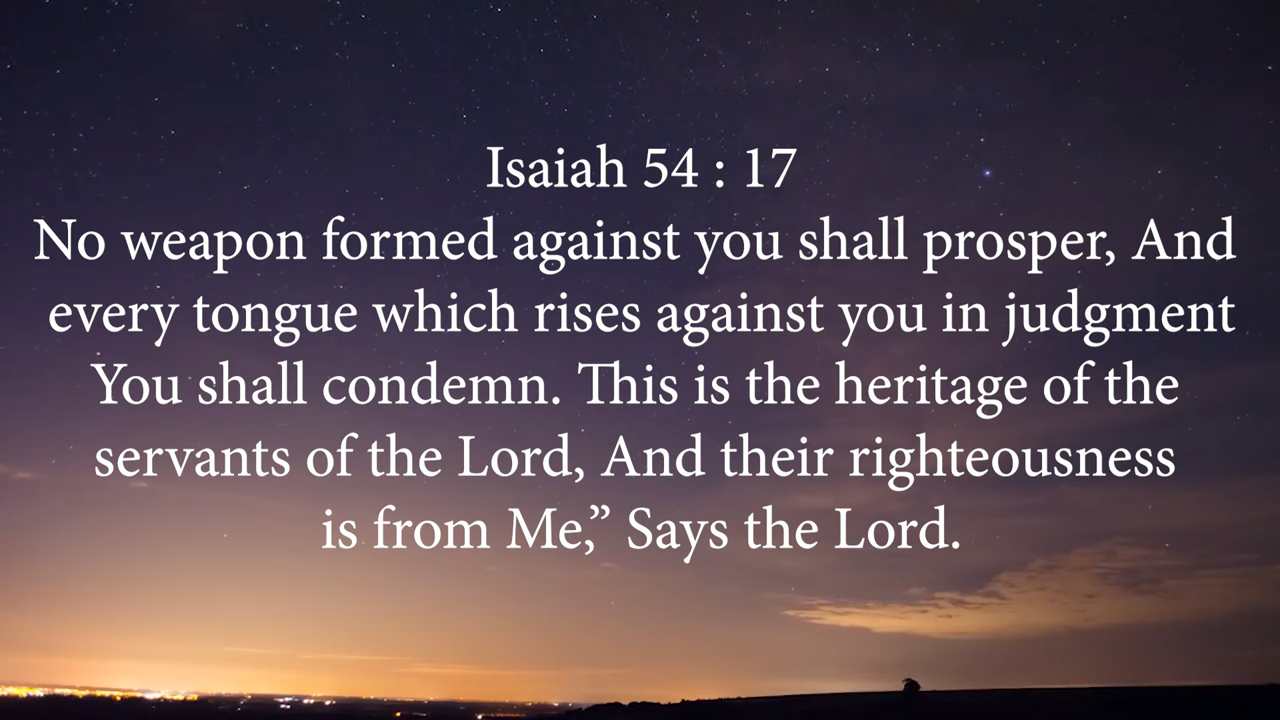 Isaiah 54 : 17
No weapon formed against you shall prosper, And
every tongue which rises against you in judgment
You shall condemn. This is the heritage of the
servants of the Lord, And their righteousness
is from Me,” Says the Lord.